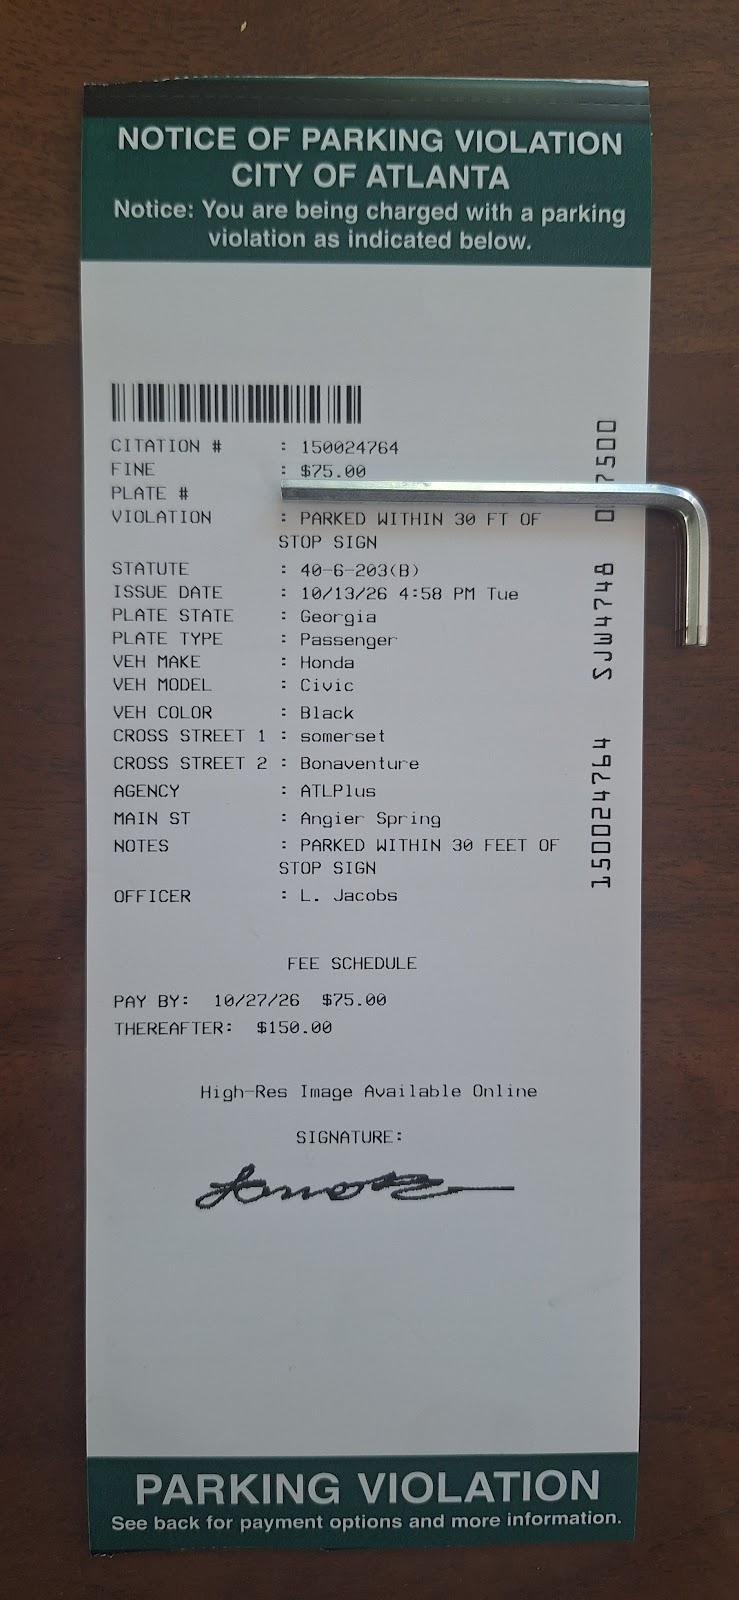 NOTICE OF PARKING VIOLATION
CITY OF ATLANTA
Notice: You are being charged with a parking
violation as indicated below.
CITATION # : 150024764
FINE : $75.00
PLATE #
VIOLATION : PARKED WITHIN 30 FT OF
STOP SIGN
STATUTE : 40-6-203(B)
ISSUE DATE : 10/13/26 4:58 PM Tue
PLATE STATE : Georgia
PLATE TYPE : Passenger
VEH MAKE : Honda
VEH MODEL : Civic
VEH COLOR : Black
CROSS STREET 1 : somerset
CROSS STREET 2 : Bonaventure
AGENCY : ATLPlus
MAIN ST : Angier Spring
NOTES : PARKED WITHIN 30 FEET OF
STOP SIGN
OFFICER : L. Jacobs
FEE SCHEDULE
PAY BY: 10/27/26 $75.00
THEREAFTER: $150.00
High-Res Image Available Online
SIGNATURE:
PARKING VIOLATION
See back for payment options and more information.
150024764 SJW4748